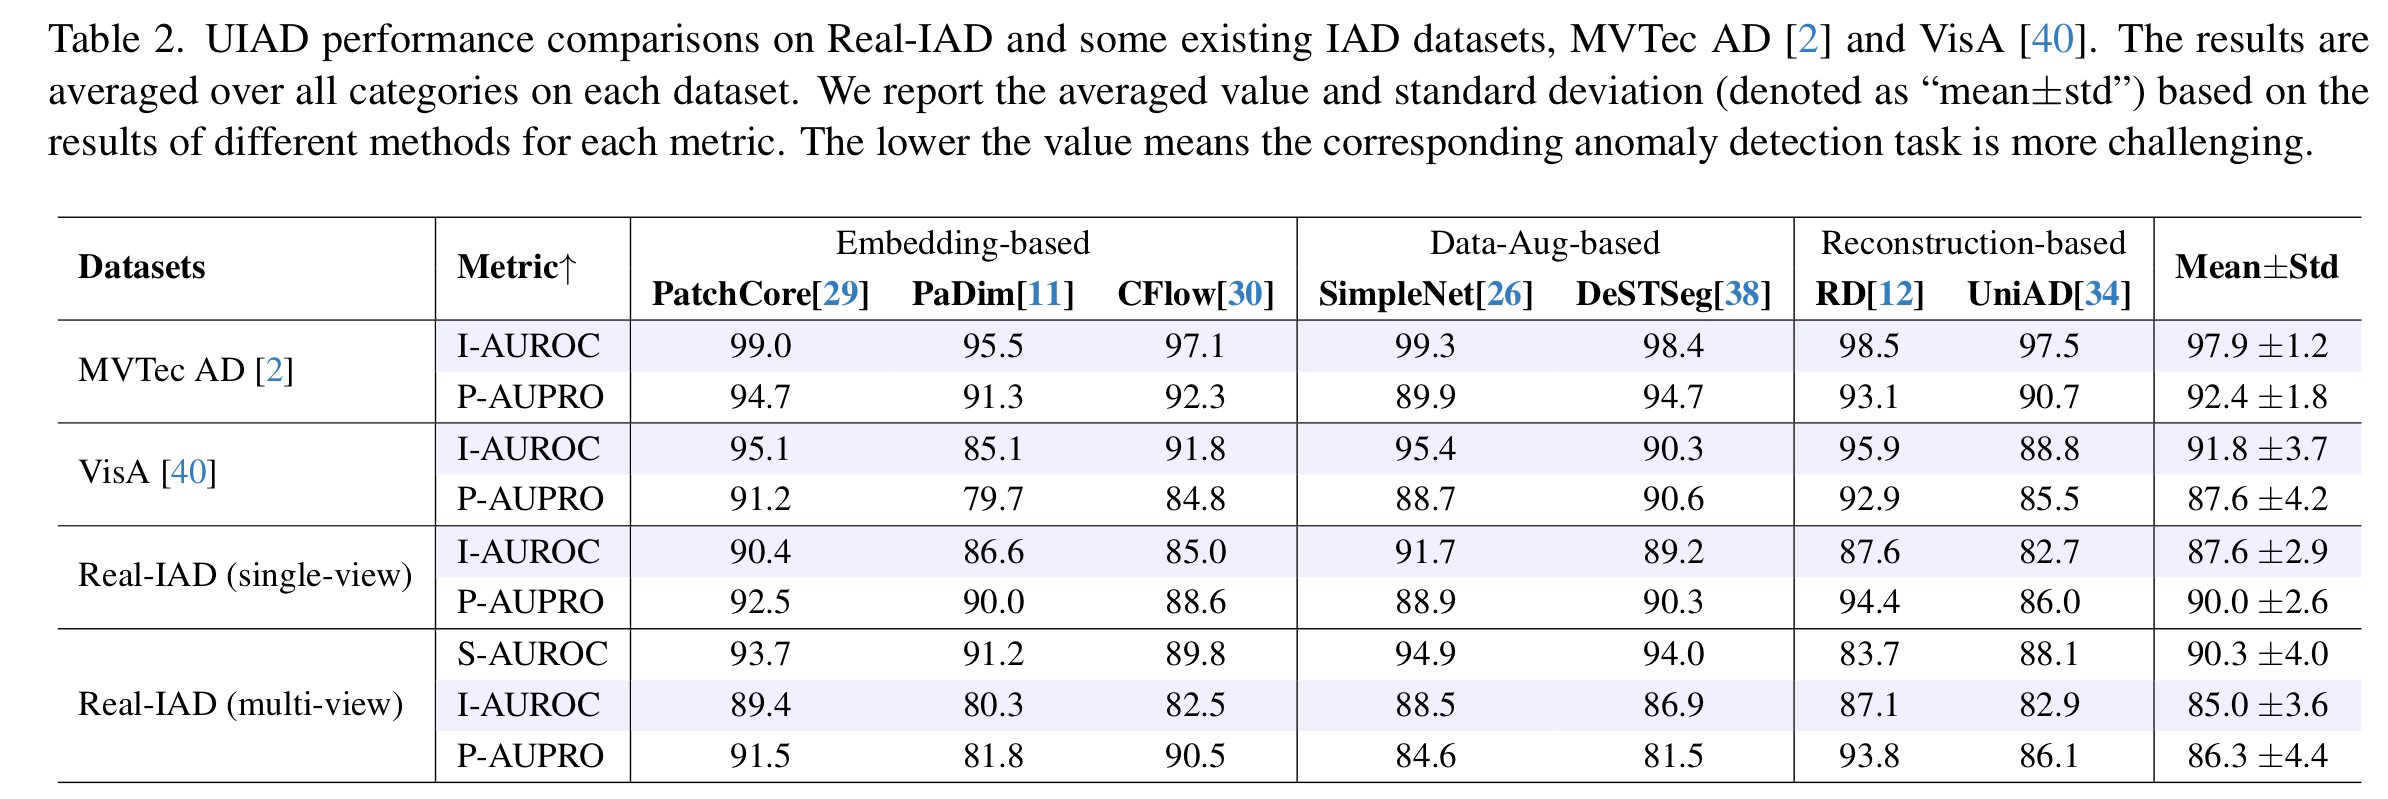 Table 2. UIAD performance comparisons on Real-IAD and some existing IAD datasets, MVTec AD [2] and VisA [40]. The results are
averaged over all categories on each dataset. We report the averaged value and standard deviation (denoted as “mean±std”) based on the
results of different methods for each metric. The lower the value means the corresponding anomaly detection task is more challenging.
Datasets Metric↑ Embedding-based Data-Aug-based Reconstruction-based Mean±Std
PatchCore[29] PaDim[11] CFlow[30] SimpleNet[26] DeSTSeg[38] RD[12] UniAD[34]
MVTec AD [2] I-AUROC 99.0 95.5 97.1 99.3 98.4 98.5 97.5 97.9 ±1.2
P-AUPRO 94.7 91.3 92.3 89.9 94.7 93.1 90.7 92.4 ±1.8
VisA [40] I-AUROC 95.1 85.1 91.8 95.4 90.3 95.9 88.8 91.8 ±3.7
P-AUPRO 91.2 79.7 84.8 88.7 90.6 92.9 85.5 87.6 ±4.2
Real-IAD (single-view) I-AUROC 90.4 86.6 85.0 91.7 89.2 87.6 82.7 87.6 ±2.9
P-AUPRO 92.5 90.0 88.6 88.9 90.3 94.4 86.0 90.0 ±2.6
Real-IAD (multi-view) S-AUROC 93.7 91.2 89.8 94.9 94.0 83.7 88.1 90.3 ±4.0
I-AUROC 89.4 80.3 82.5 88.5 86.9 87.1 82.9 85.0 ±3.6
P-AUPRO 91.5 81.8 90.5 84.6 81.5 93.8 86.1 86.3 ±4.4